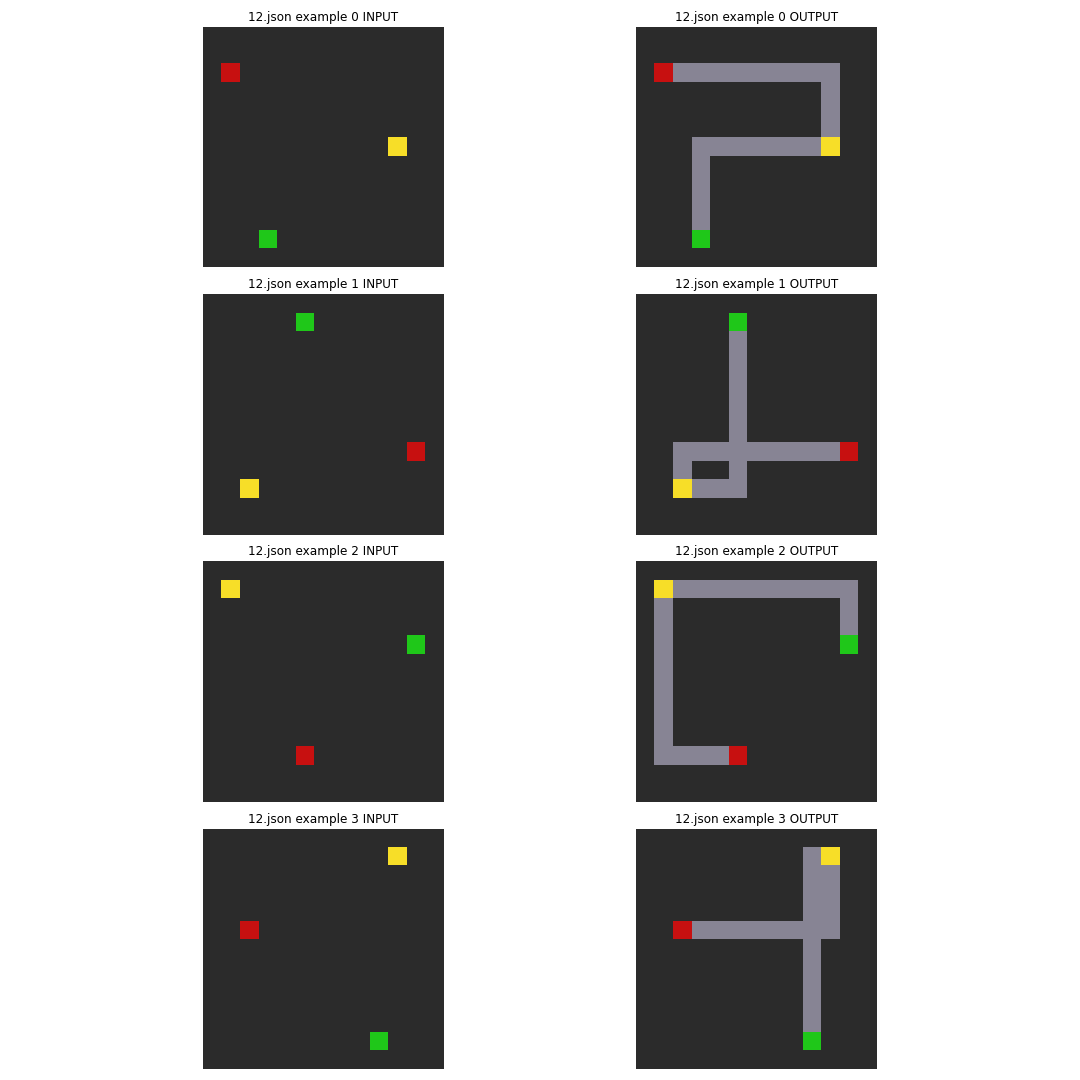 12.json example 0 INPUT
12.json example 0 OUTPUT
12.json example 1 INPUT
12.json example 1 OUTPUT
12.json example 2 INPUT
12.json example 2 OUTPUT
12.json example 3 INPUT
12.json example 3 OUTPUT